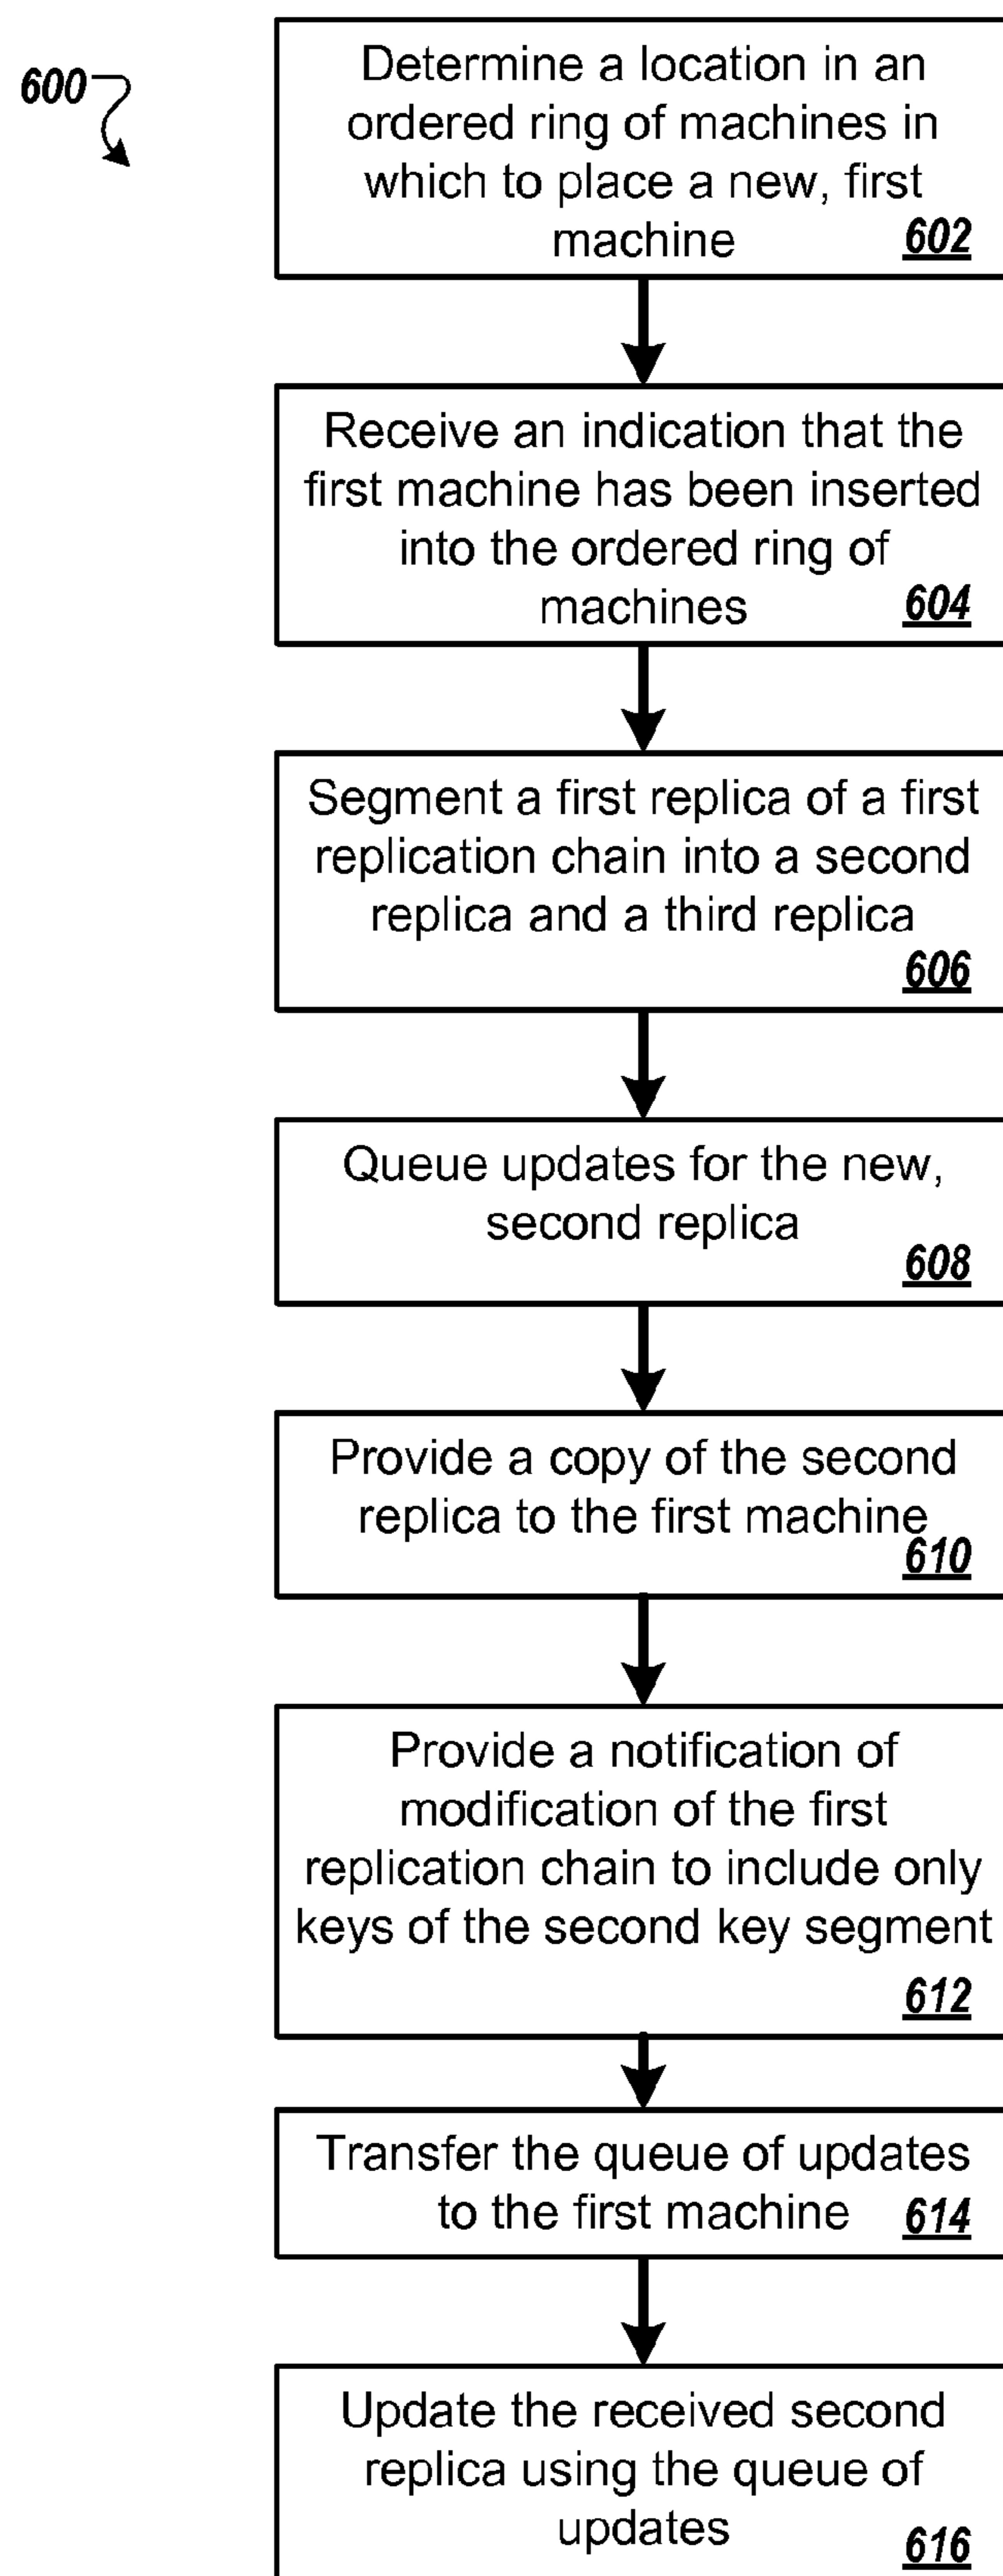 600
Determine a location in an
ordered ring of machines in
which to place a new, first
machine 602
Receive an indication that the
first machine has been inserted
into the ordered ring of
machines 604
Segment a first replica of a first
replication chain into a second
replica and a third replica
606
Queue updates for the new,
second replica
608
Provide a copy of the second
replica to the first machine
610
Provide a notification of
modification of the first
replication chain to include only
keys of the second key segment
612
Transfer the queue of updates
to the first machine 614
Update the received second
replica using the queue of
updates 616